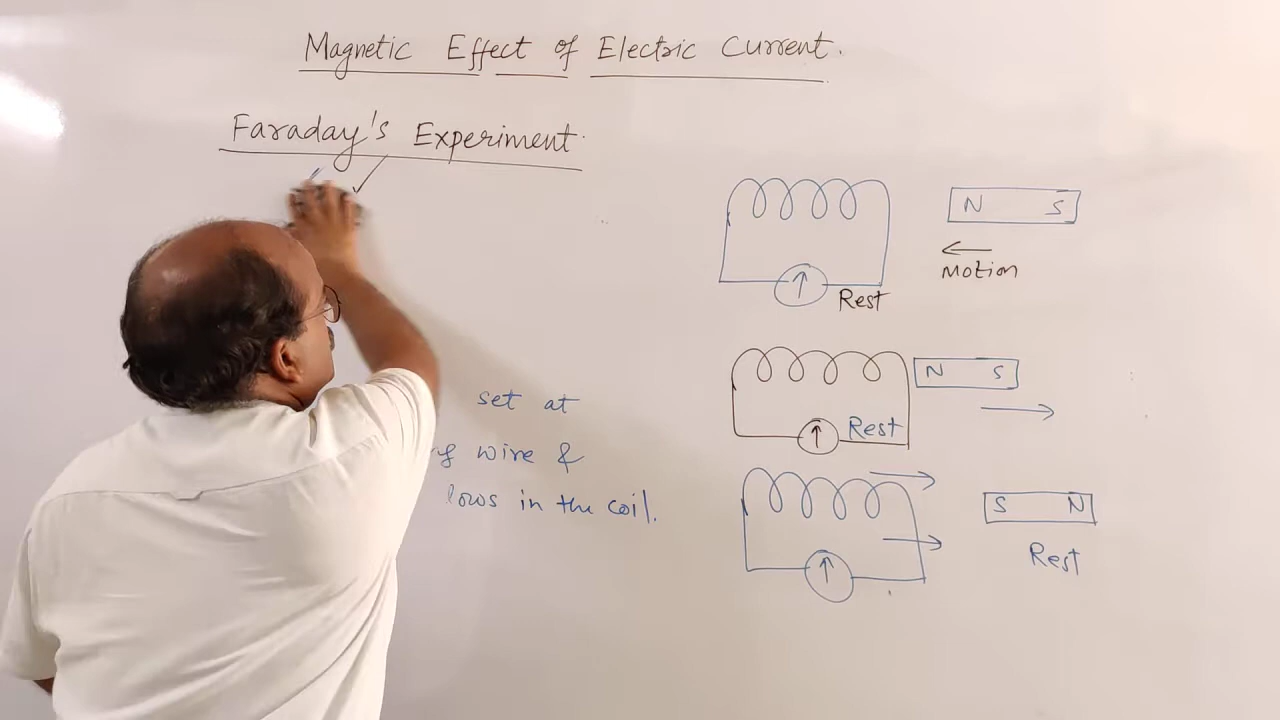 Magnetic Effect of Electric Current.
Faraday's Experiment.
set at
wire &
lows in the coil.
N S
Motion
Rest
N S
Rest
S N
Rest